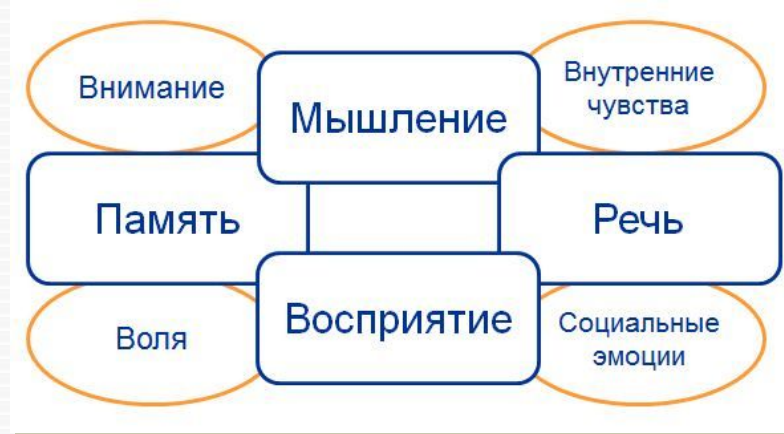 Внимание
Мышление
Внутренние
чувства
Память
Речь
Воля
Восприятие
Социальные
эмоции